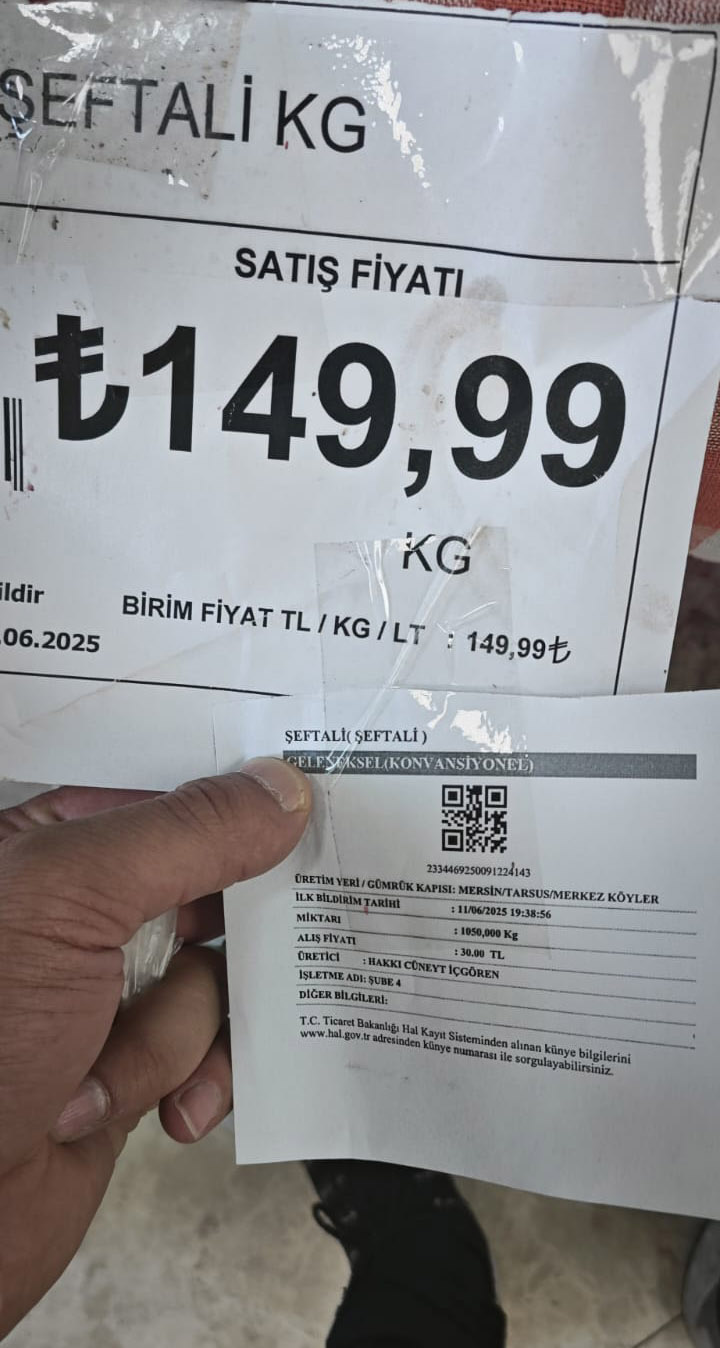 ŞEFTALİ KG
SATIŞ FİYATI
₺149,99
KG
ildir
.06.2025
BİRİM FİYAT TL / KG / LT : 149,99₺
ŞEFTALİ( ŞEFTALİ )
GELENEKSEL(KONVANSİYONEL)
2334469250091224143
ÜRETİM YERİ / GÜMRÜK KAPISI: MERSİN/TARSUS/MERKEZ KÖYLER
İLK BİLDİRİM TARİHİ : 11/06/2025 19:38:56
MİKTARI : 1050,000 Kg
ALIŞ FİYATI : 30.00 TL
ÜRETİCİ : HAKKI CÜNEYT İÇGÖREN
İŞLETME ADI: ŞUBE 4
DİĞER BİLGİLERİ:
T.C. Ticaret Bakanlığı Hal Kayıt Sisteminden alınan künye bilgilerini
www.hal.gov.tr adresinden künye numarası ile sorgulayabilirsiniz.